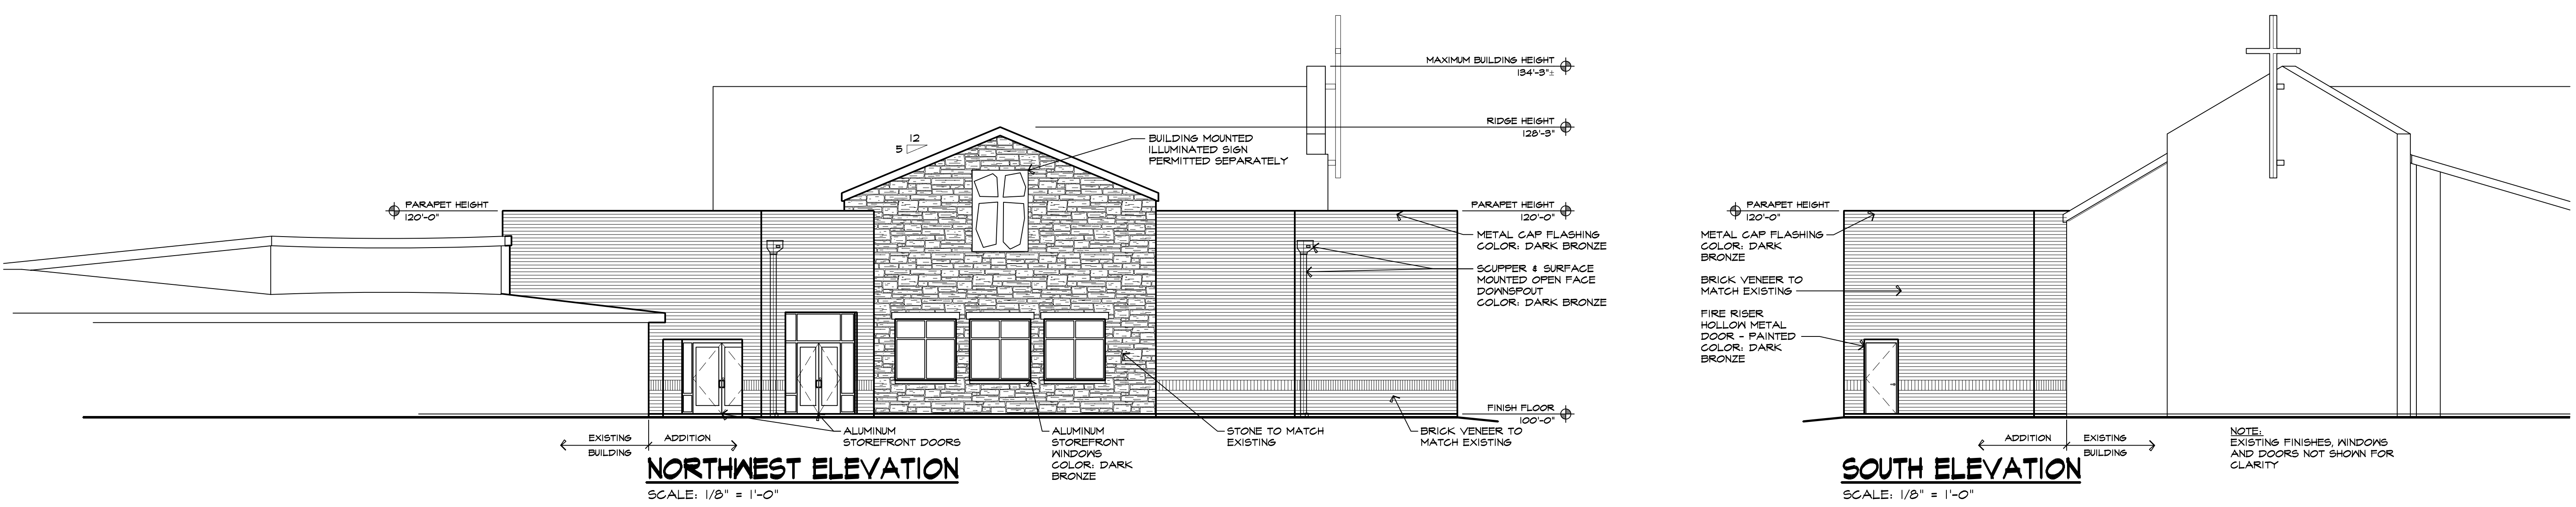 MAXIMUM BUILDING HEIGHT
134'-3"±
RIDGE HEIGHT
128'-3"
12
5
BUILDING MOUNTED
ILLUMINATED SIGN
PERMITTED SEPARATELY
PARAPET HEIGHT
120'-0"
PARAPET HEIGHT
120'-0"
METAL CAP FLASHING
COLOR: DARK BRONZE
SCUPPER & SURFACE
MOUNTED OPEN FACE
DOWNSPOUT
COLOR: DARK BRONZE
FINISH FLOOR
100'-0"
EXISTING
BUILDING
ADDITION
ALUMINUM
STOREFRONT DOORS
ALUMINUM
STOREFRONT
WINDOWS
COLOR: DARK
BRONZE
STONE TO MATCH
EXISTING
BRICK VENEER TO
MATCH EXISTING
NORTHWEST ELEVATION
SCALE: 1/8" = 1'-0"
PARAPET HEIGHT
120'-0"
METAL CAP FLASHING
COLOR: DARK
BRONZE
BRICK VENEER TO
MATCH EXISTING
FIRE RISER
HOLLOW METAL
DOOR - PAINTED
COLOR: DARK
BRONZE
ADDITION
EXISTING
BUILDING
NOTE:
EXISTING FINISHES, WINDOWS
AND DOORS NOT SHOWN FOR
CLARITY
SOUTH ELEVATION
SCALE: 1/8" = 1'-0"